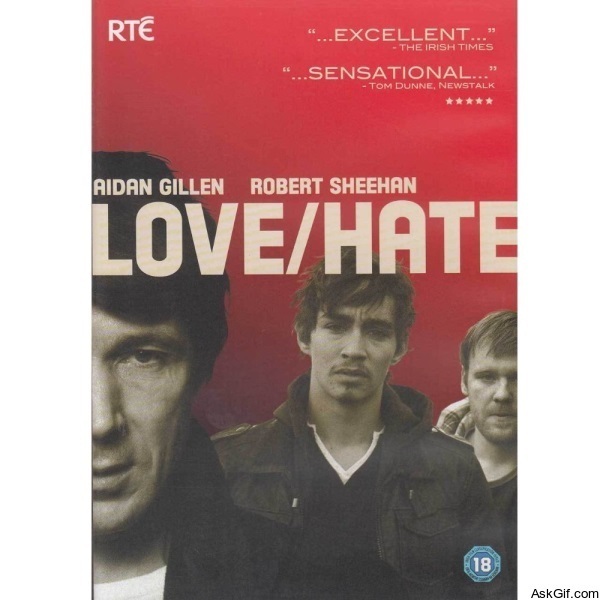 RTÉ
"...EXCELLENT..."
- THE IRISH TIMES
"...SENSATIONAL..."
- TOM DUNNE, NEWSTALK
AIDAN GILLEN ROBERT SHEEHAN
LOVE/HATE
18
AskGif.com